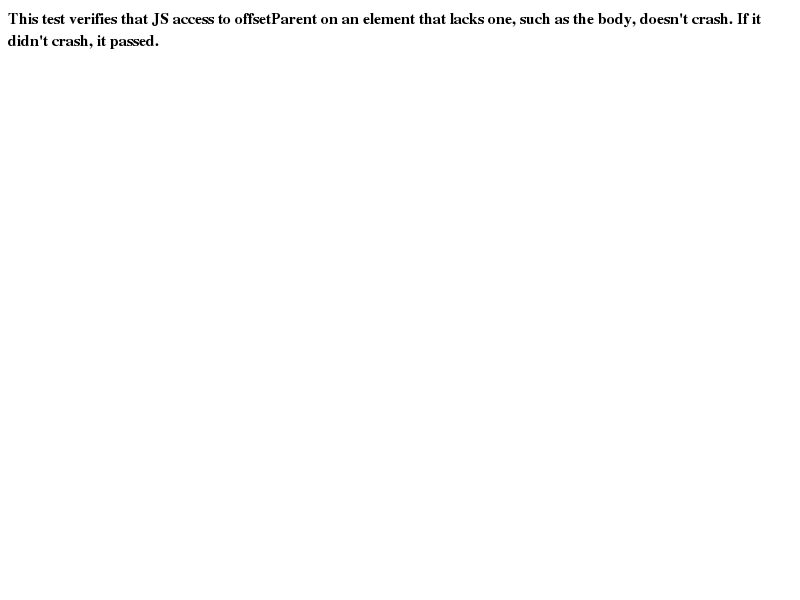 This test verifies that JS access to offsetParent on an element that lacks one, such as the body, doesn't crash. If it
didn't crash, it passed.